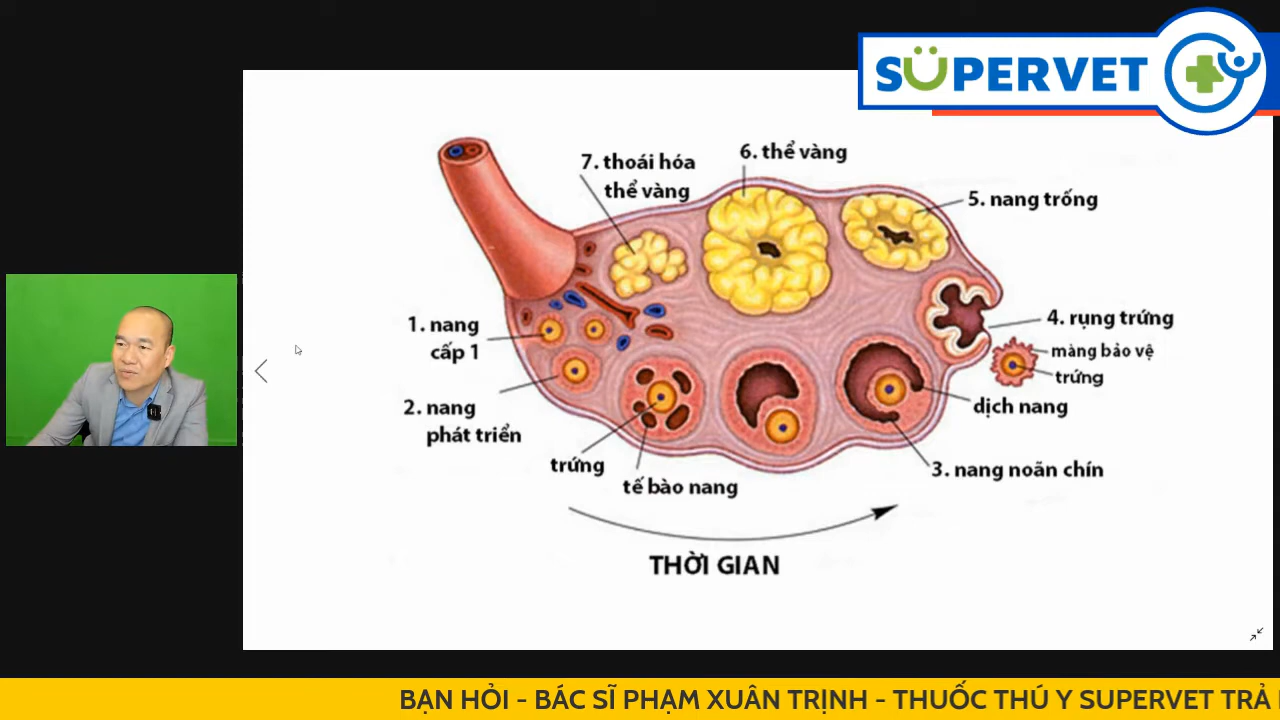 SÜPERVET
7. thoái hóa
thể vàng
6. thể vàng
5. nang trống
1. nang
cấp 1
4. rụng trứng
màng bảo vệ
trứng
2. nang
phát triển
dịch nang
trứng
tế bào nang
3. nang noãn chín
THỜI GIAN
BẠN HỎI - BÁC SĨ PHẠM XUÂN TRỊNH - THUỐC THÚ Y SUPERVET TRẢ